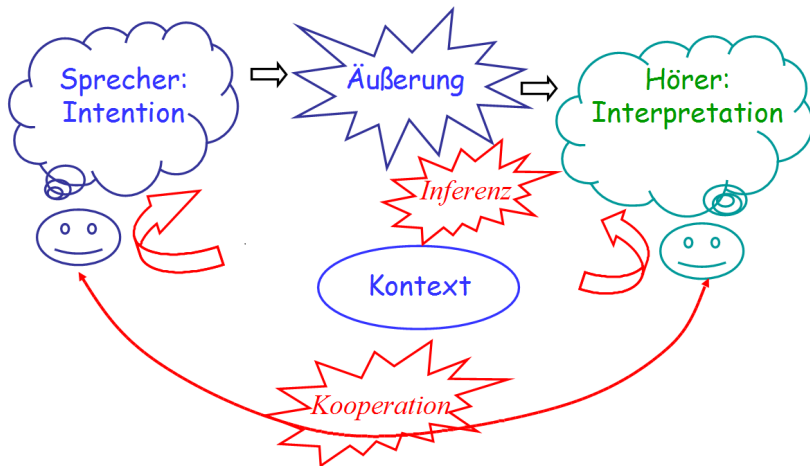 Sprecher:
Intention
Äußerung
Hörer:
Interpretation
Inferenz
Kontext
Kooperation